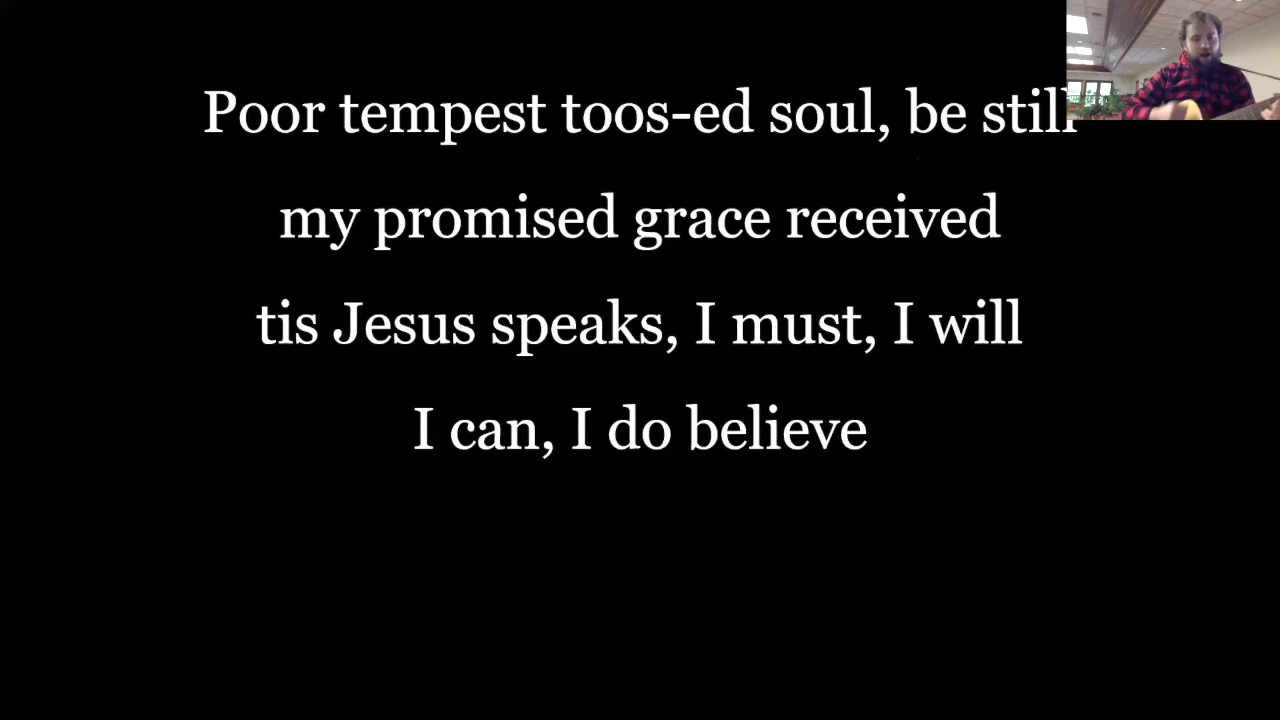 Poor tempest toos-ed soul, be still
my promised grace received
tis Jesus speaks, I must, I will
I can, I do believe